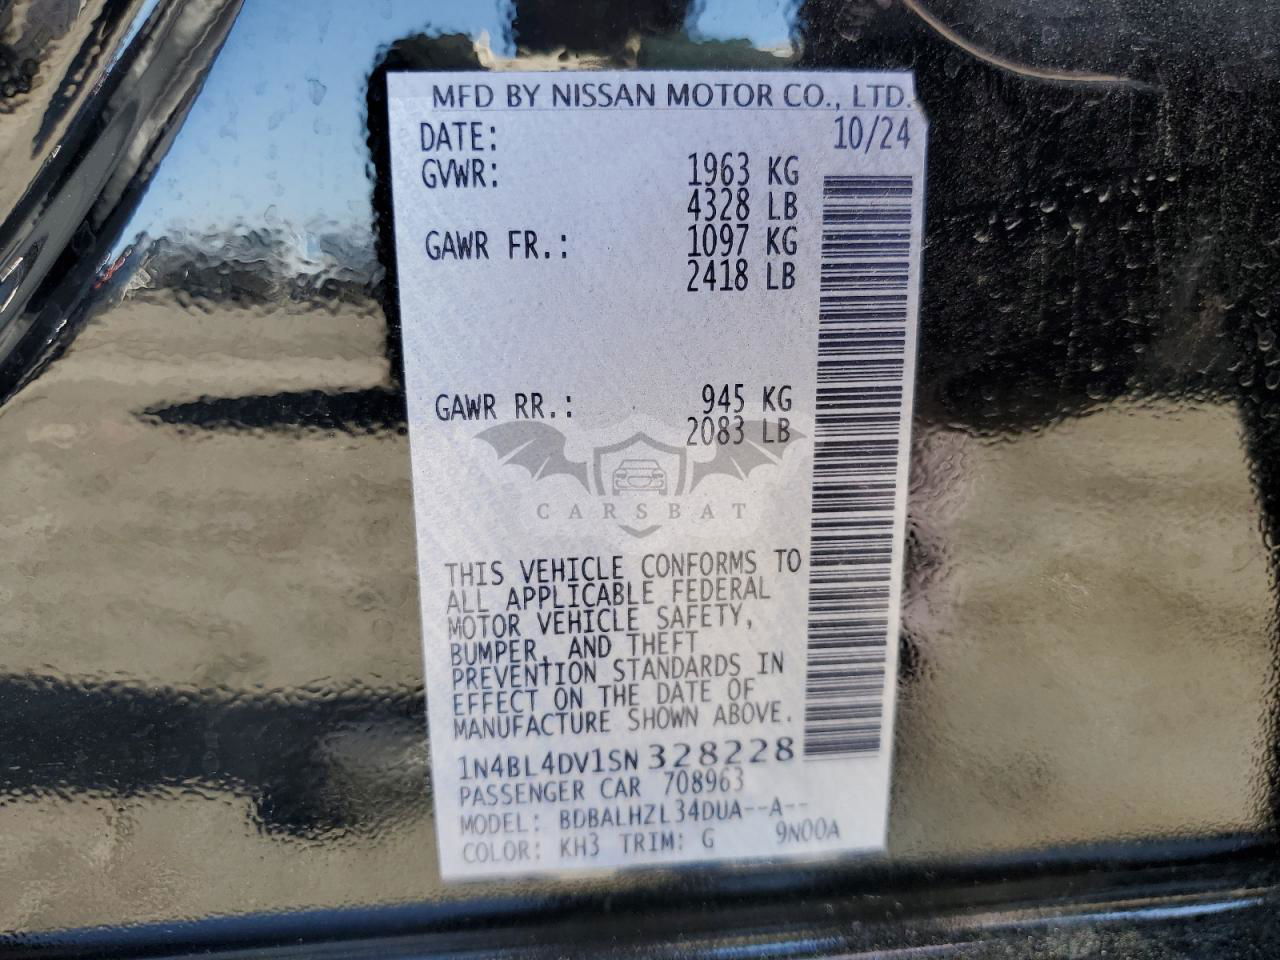 MFD BY NISSAN MOTOR CO., LTD.
DATE: 10/24
GVWR: 1963 KG
4328 LB
GAWR FR.: 1097 KG
2418 LB
GAWR RR.: 945 KG
2083 LB
CARSBAT
THIS VEHICLE CONFORMS TO
ALL APPLICABLE FEDERAL
MOTOR VEHICLE SAFETY,
BUMPER, AND THEFT
PREVENTION STANDARDS IN
EFFECT ON THE DATE OF
MANUFACTURE SHOWN ABOVE.
1N4BL4DV1SN328228
PASSENGER CAR 708963
MODEL: BDBALHZL34DUA--A--
COLOR: KH3 TRIM: G 9N00A